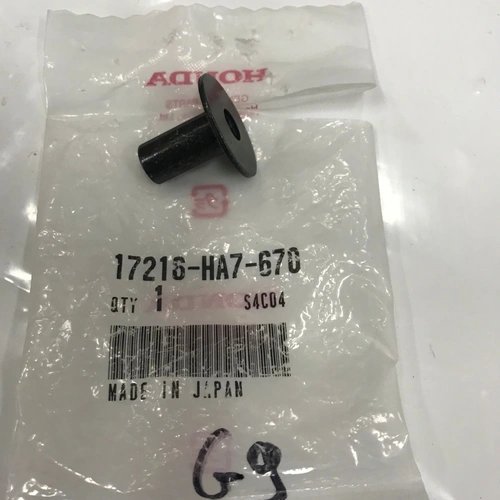 HONDA
17216-HA7-670
QTY 1 S4C04
MADE IN JAPAN
G9